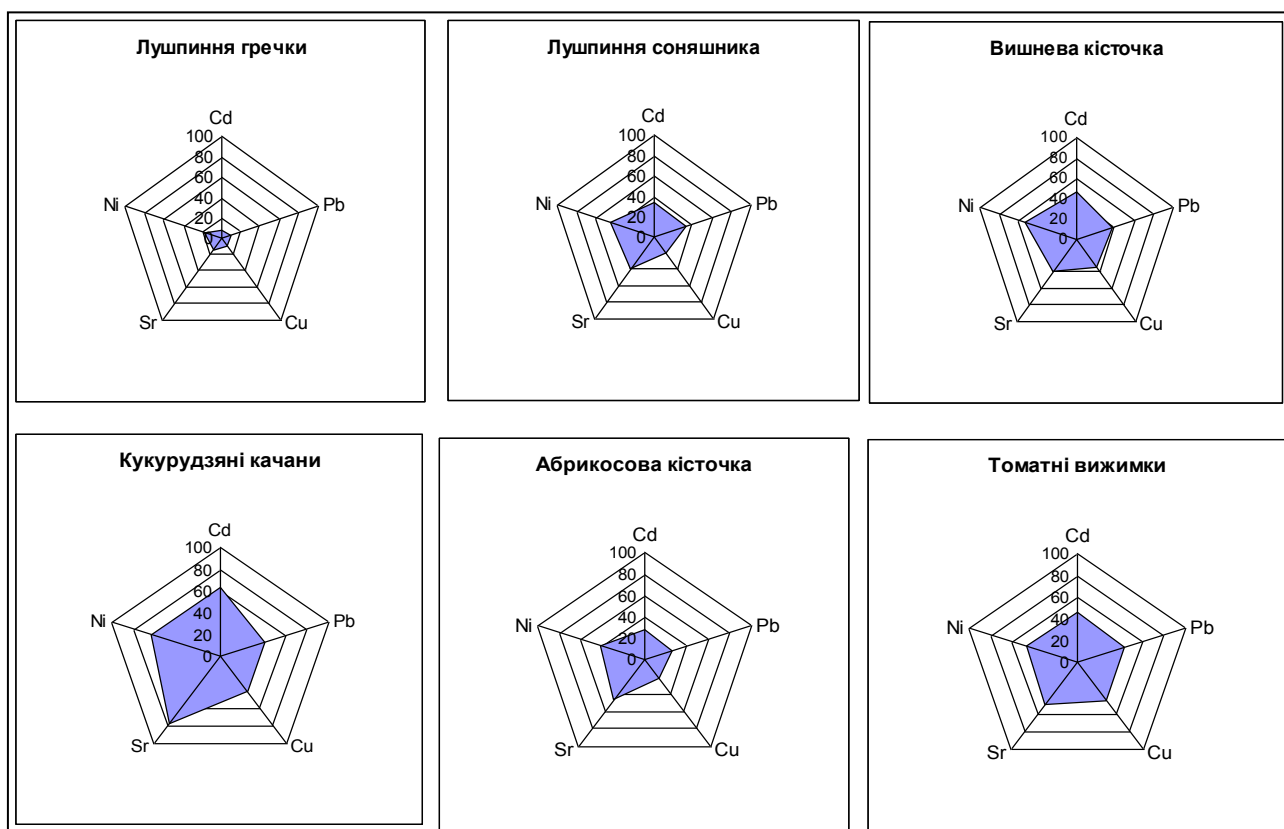 Лушпиння гречки
Cd
100
80
60
40
20
0
Ni
Pb
Sr
Cu
Лушпиння соняшника
Cd
100
80
60
40
20
0
Ni
Pb
Sr
Cu
Вишнева кісточка
Cd
100
80
60
40
20
0
Ni
Pb
Sr
Cu
Кукурудзяні качани
Cd
100
80
60
40
20
0
Ni
Pb
Sr
Cu
Абрикосова кісточка
Cd
100
80
60
40
20
0
Ni
Pb
Sr
Cu
Томатні вижимки
Cd
100
80
60
40
20
0
Ni
Pb
Sr
Cu